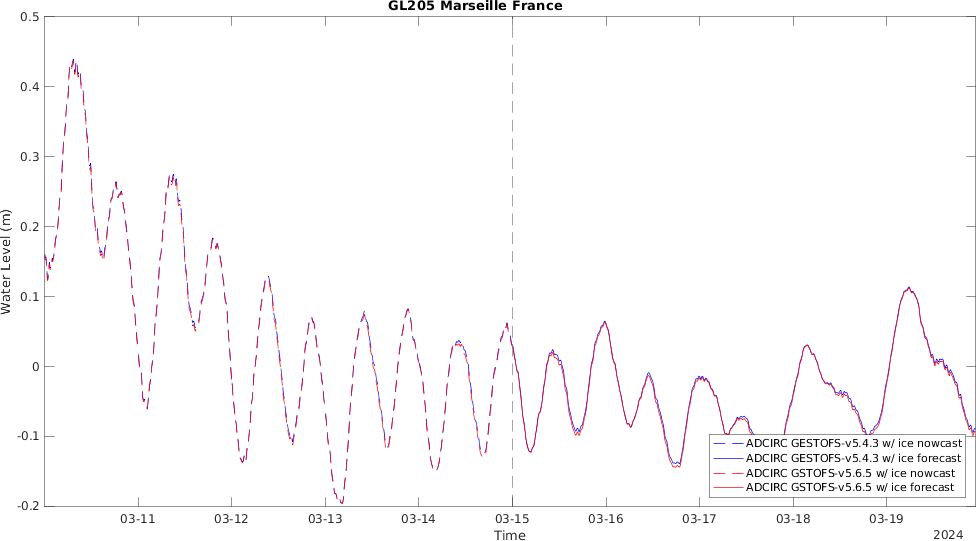 GL205 Marseille France
0.5
0.4
0.3
0.2
0.1
0
-0.1
-0.2
Water Level (m)
03-11 03-12 03-13 03-14 03-15 03-16 03-17 03-18 03-19
Time
2024
ADCIRC GESTOFS-v5.4.3 w/ ice nowcast
ADCIRC GESTOFS-v5.4.3 w/ ice forecast
ADCIRC GSTOFS-v5.6.5 w/ ice nowcast
ADCIRC GSTOFS-v5.6.5 w/ ice forecast